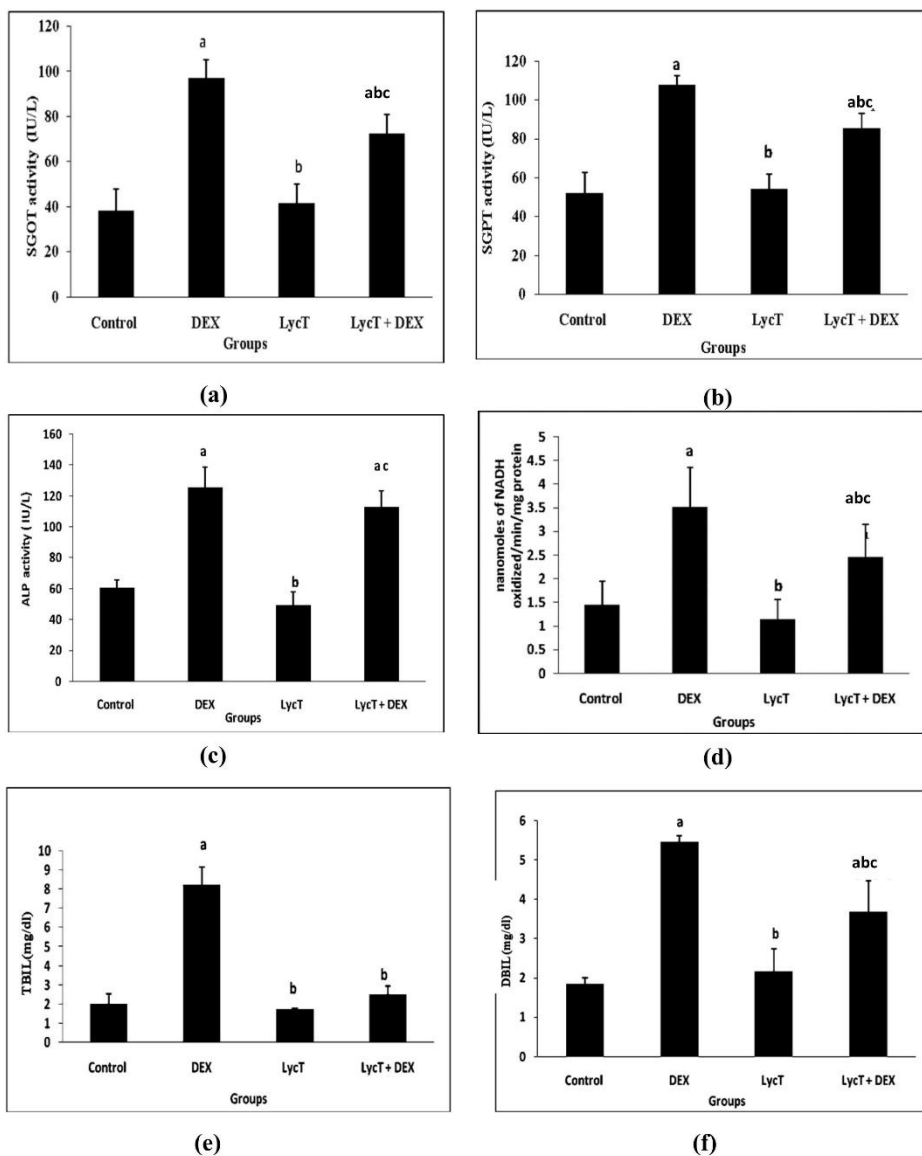 120
100
80
60
40
20
0
SGOT activity (IU/L)
a
b
abc
Control DEX LycT LycT + DEX
Groups
(a)
120
100
80
60
40
20
0
SGPT activity (IU/L)
a
b
abc
Control DEX LycT LycT + DEX
Groups
(b)
160
140
120
100
80
60
40
20
0
ALP activity ( IU/L)
a
b
a c
Control DEX LycT LycT + DEX
Groups
(c)
5
4.5
4
3.5
3
2.5
2
1.5
1
0.5
0
nanomoles of NADH
oxidized/min/mg protein
a
b
abc
Control DEX LycT LycT + DEX
Groups
(d)
10
9
8
7
6
5
4
3
2
1
0
TBIL(mg/dl)
a
b
b
Control DEX LycT LycT + DEX
Groups
(e)
6
5
4
3
2
1
0
DBIL(mg/dl)
a
b
abc
Control DEX LycT LycT + DEX
Groups
(f)